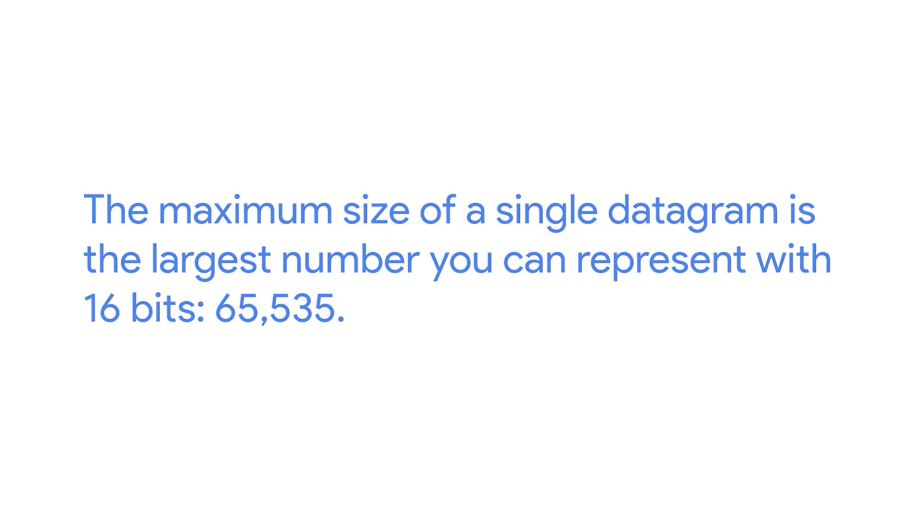 The maximum size of a single datagram is
the largest number you can represent with
16 bits: 65,535.